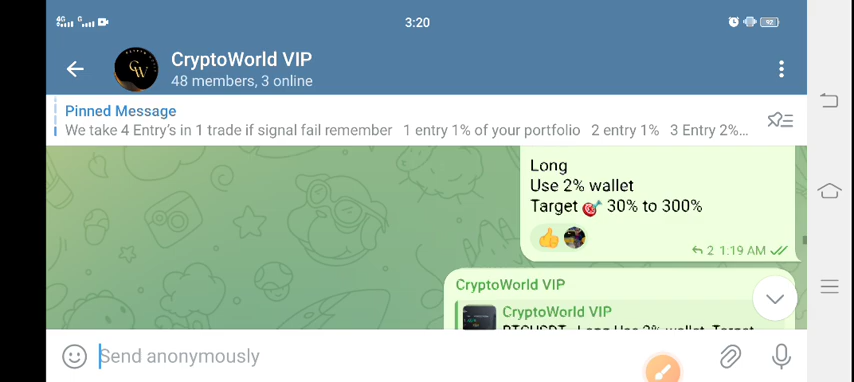 3:20
92
CryptoWorld VIP
48 members, 3 online
Pinned Message
We take 4 Entry's in 1 trade if signal fail remember 1 entry 1% of your portfolio 2 entry 1% 3 Entry 2%...
Long
Use 2% wallet
Target 🎯 30% to 300%
2 1:19 AM
CryptoWorld VIP
CryptoWorld VIP
BTCUSDT Long Use 2% wallet Target
Send anonymously